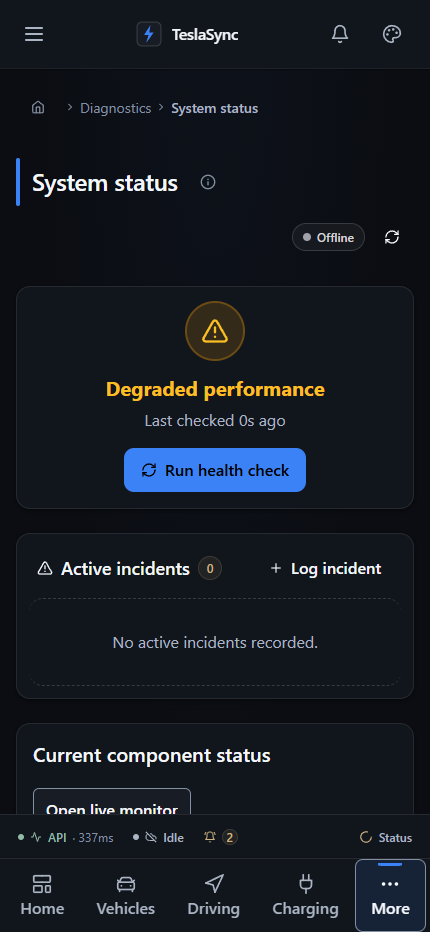 TeslaSync
Diagnostics
System status
System status
Offline
Degraded performance
Last checked 0s ago
Run health check
Active incidents 0
Log incident
No active incidents recorded.
Current component status
Open live monitor
API · 337ms
Idle
2
Status
Home
Vehicles
Driving
Charging
More